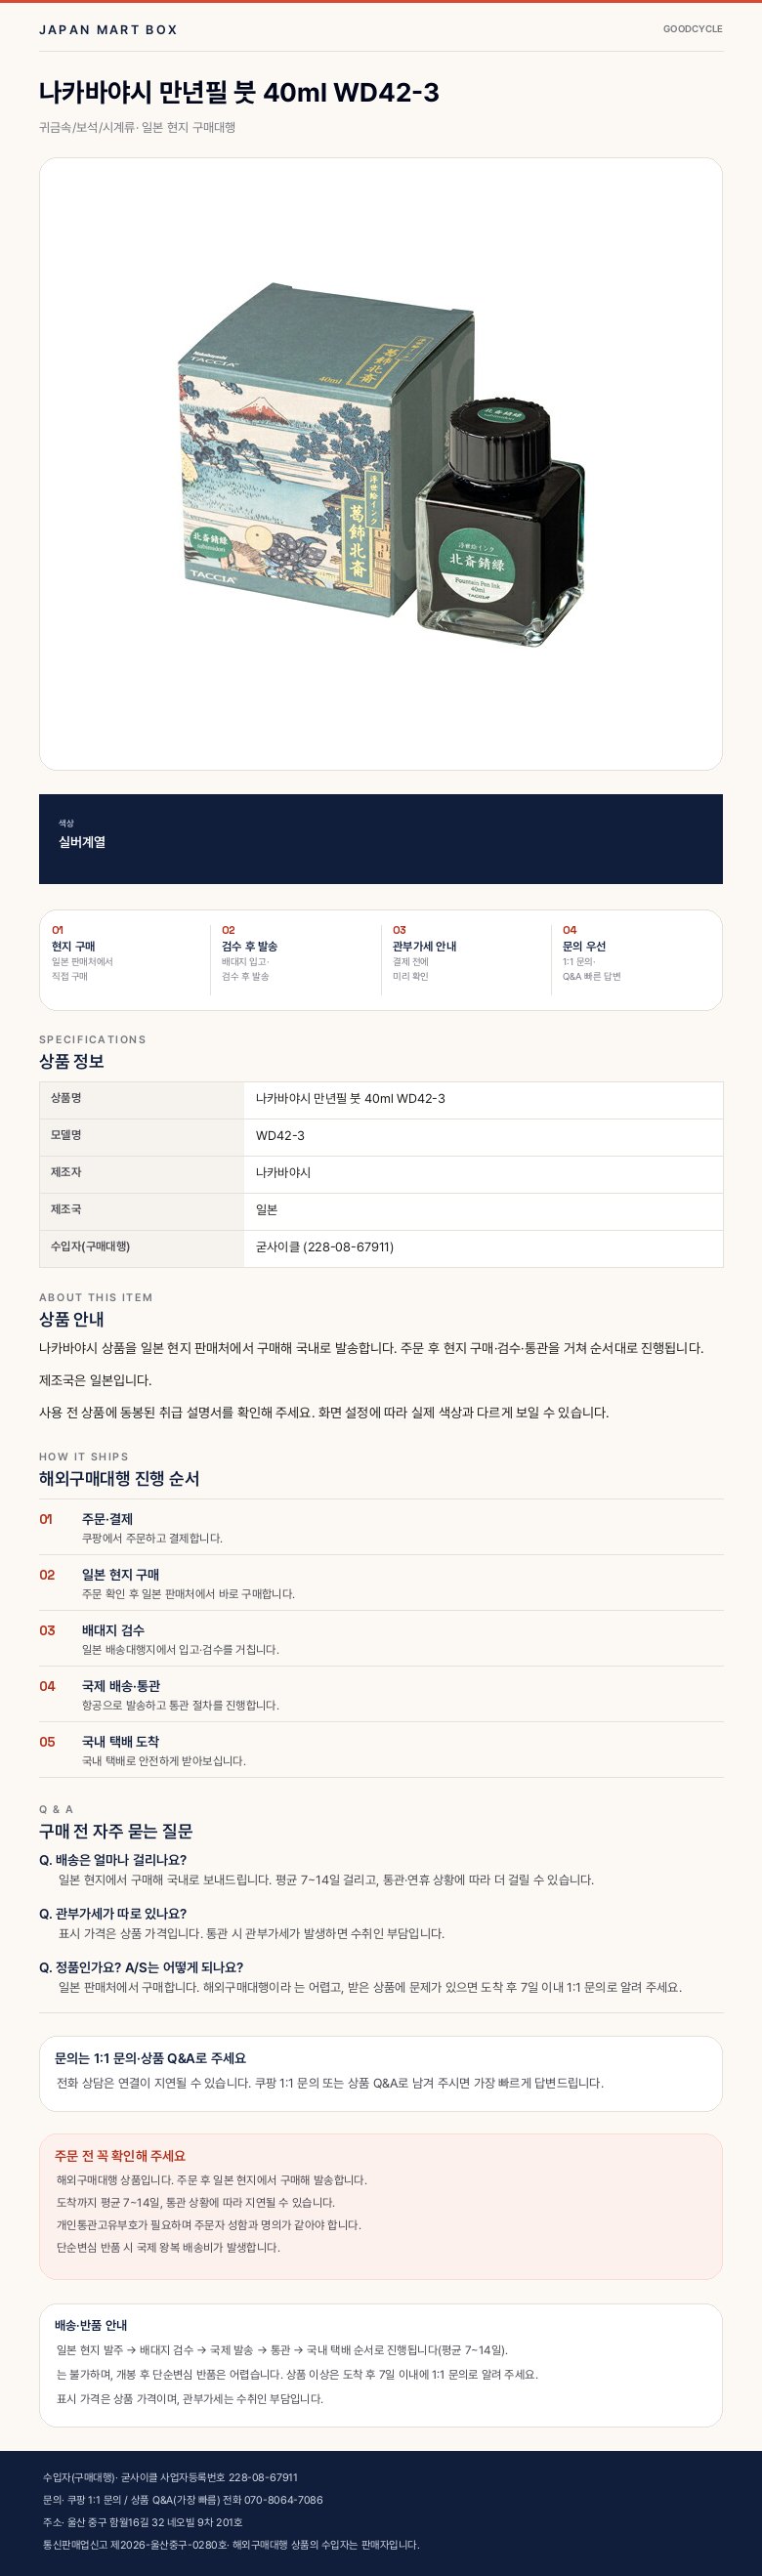 JAPAN MART BOX
GOODCYCLE
나카바야시 만년필 붓 40ml WD42-3
귀금속/보석/시계류· 일본 현지 구매대행
Nakabayashi
TACCIA
40ml
葛飾北斎
浮世絵インク
葛飾北斎
北斎錆緑
sabimidori
TACCIA
北斎錆緑
浮世絵インク
北斎錆緑
Fountain Pen Ink
40ml
TACCIA
색상
실버계열
01
현지 구매
일본 판매처에서
직접 구매
02
검수 후 발송
배대지 입고·
검수 후 발송
03
관부가세 안내
결제 전에
미리 확인
04
문의 우선
1:1 문의·
Q&A 빠른 답변
SPECIFICATIONS
상품 정보
상품명 나카바야시 만년필 붓 40ml WD42-3
모델명 WD42-3
제조자 나카바야시
제조국 일본
수입자(구매대행) 굳사이클 (228-08-67911)
ABOUT THIS ITEM
상품 안내
나카바야시 상품을 일본 현지 판매처에서 구매해 국내로 발송합니다. 주문 후 현지 구매·검수·통관을 거쳐 순서대로 진행됩니다.
제조국은 일본입니다.
사용 전 상품에 동봉된 취급 설명서를 확인해 주세요. 화면 설정에 따라 실제 색상과 다르게 보일 수 있습니다.
HOW IT SHIPS
해외구매대행 진행 순서
01 주문·결제
쿠팡에서 주문하고 결제합니다.
02 일본 현지 구매
주문 확인 후 일본 판매처에서 바로 구매합니다.
03 배대지 검수
일본 배송대행지에서 입고·검수를 거칩니다.
04 국제 배송·통관
항공으로 발송하고 통관 절차를 진행합니다.
05 국내 택배 도착
국내 택배로 안전하게 받아보십니다.
Q & A
구매 전 자주 묻는 질문
Q. 배송은 얼마나 걸리나요?
일본 현지에서 구매해 국내로 보내드립니다. 평균 7~14일 걸리고, 통관·연휴 상황에 따라 더 걸릴 수 있습니다.
Q. 관부가세가 따로 있나요?
표시 가격은 상품 가격입니다. 통관 시 관부가세가 발생하면 수취인 부담입니다.
Q. 정품인가요? A/S는 어떻게 되나요?
일본 판매처에서 구매합니다. 해외구매대행이라 는 어렵고, 받은 상품에 문제가 있으면 도착 후 7일 이내 1:1 문의로 알려 주세요.
문의는 1:1 문의·상품 Q&A로 주세요
전화 상담은 연결이 지연될 수 있습니다. 쿠팡 1:1 문의 또는 상품 Q&A로 남겨 주시면 가장 빠르게 답변드립니다.
주문 전 꼭 확인해 주세요
해외구매대행 상품입니다. 주문 후 일본 현지에서 구매해 발송합니다.
도착까지 평균 7~14일, 통관 상황에 따라 지연될 수 있습니다.
개인통관고유부호가 필요하며 주문자 성함과 명의가 같아야 합니다.
단순변심 반품 시 국제 왕복 배송비가 발생합니다.
배송·반품 안내
일본 현지 발주 → 배대지 검수 → 국제 발송 → 통관 → 국내 택배 순서로 진행됩니다(평균 7~14일).
는 불가하며, 개봉 후 단순변심 반품은 어렵습니다. 상품 이상은 도착 후 7일 이내에 1:1 문의로 알려 주세요.
표시 가격은 상품 가격이며, 관부가세는 수취인 부담입니다.
수입자(구매대행)· 굳사이클 사업자등록번호 228-08-67911
문의· 쿠팡 1:1 문의 / 상품 Q&A(가장 빠름) 전화 070-8064-7086
주소· 울산 중구 함월16길 32 네오빌 9차 201호
통신판매업신고 제2026-울산중구-0280호· 해외구매대행 상품의 수입자는 판매자입니다.